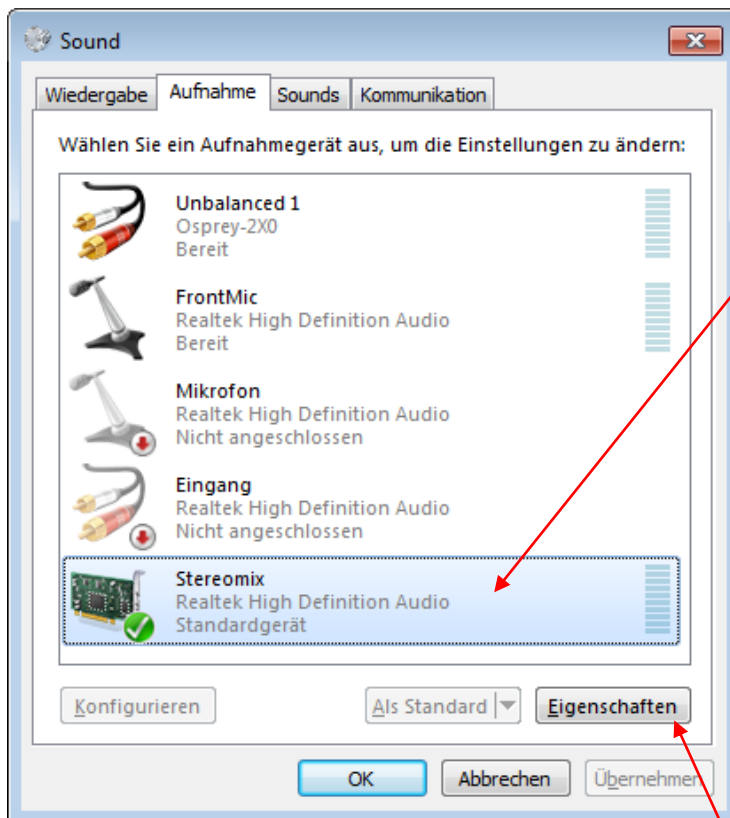 Sound
Wiedergabe Aufnahme Sounds Kommunikation
Wählen Sie ein Aufnahmegerät aus, um die Einstellungen zu ändern:
Unbalanced 1
Osprey-2X0
Bereit
FrontMic
Realtek High Definition Audio
Bereit
Mikrofon
Realtek High Definition Audio
Nicht angeschlossen
Eingang
Realtek High Definition Audio
Nicht angeschlossen
Stereomix
Realtek High Definition Audio
Standardgerät
Konfigurieren Als Standard Eigenschaften
OK Abbrechen Übernehmen